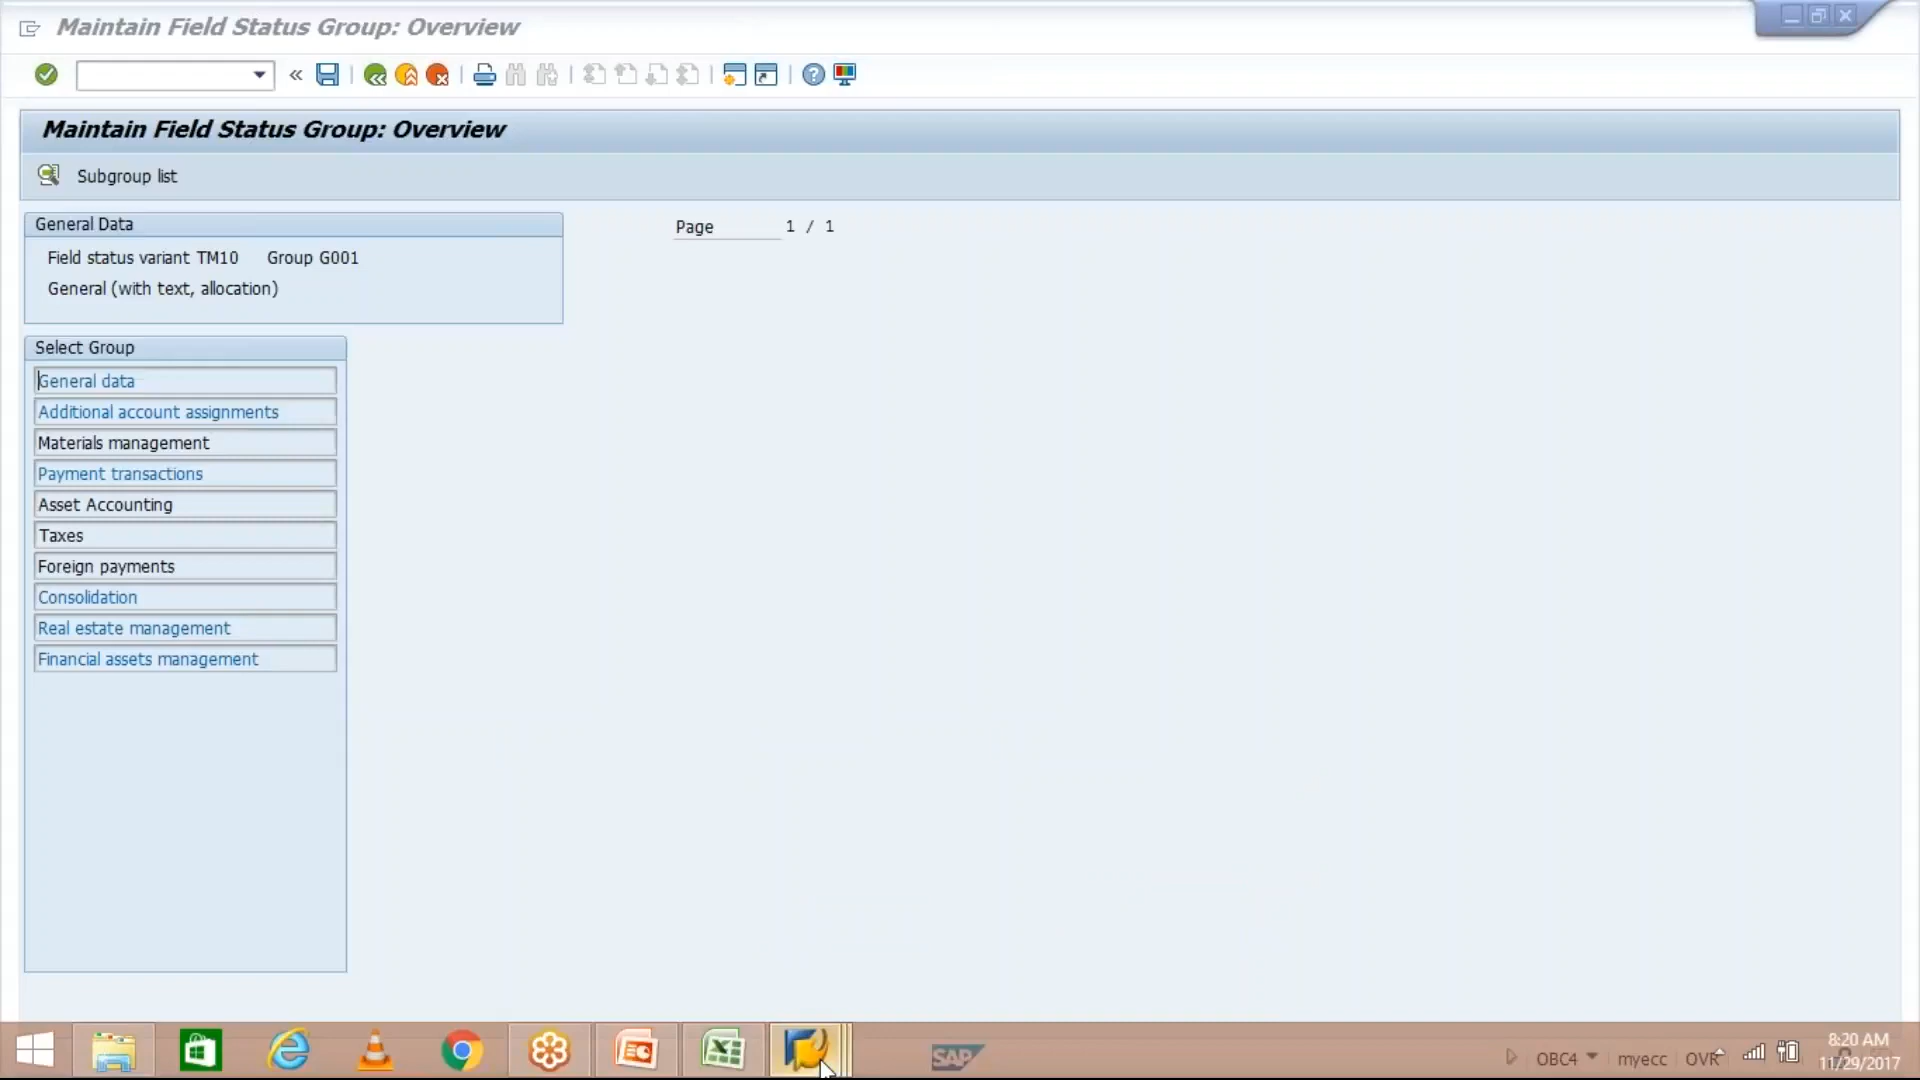 Maintain Field Status Group: Overview
Maintain Field Status Group: Overview
Subgroup list
General Data
Field status variant TM10 Group G001
General (with text, allocation)
Page 1 / 1
Select Group
General data
Additional account assignments
Materials management
Payment transactions
Asset Accounting
Taxes
Foreign payments
Consolidation
Real estate management
Financial assets management
SAP
OBC4 myecc OVR
8:20 AM
11/29/2017